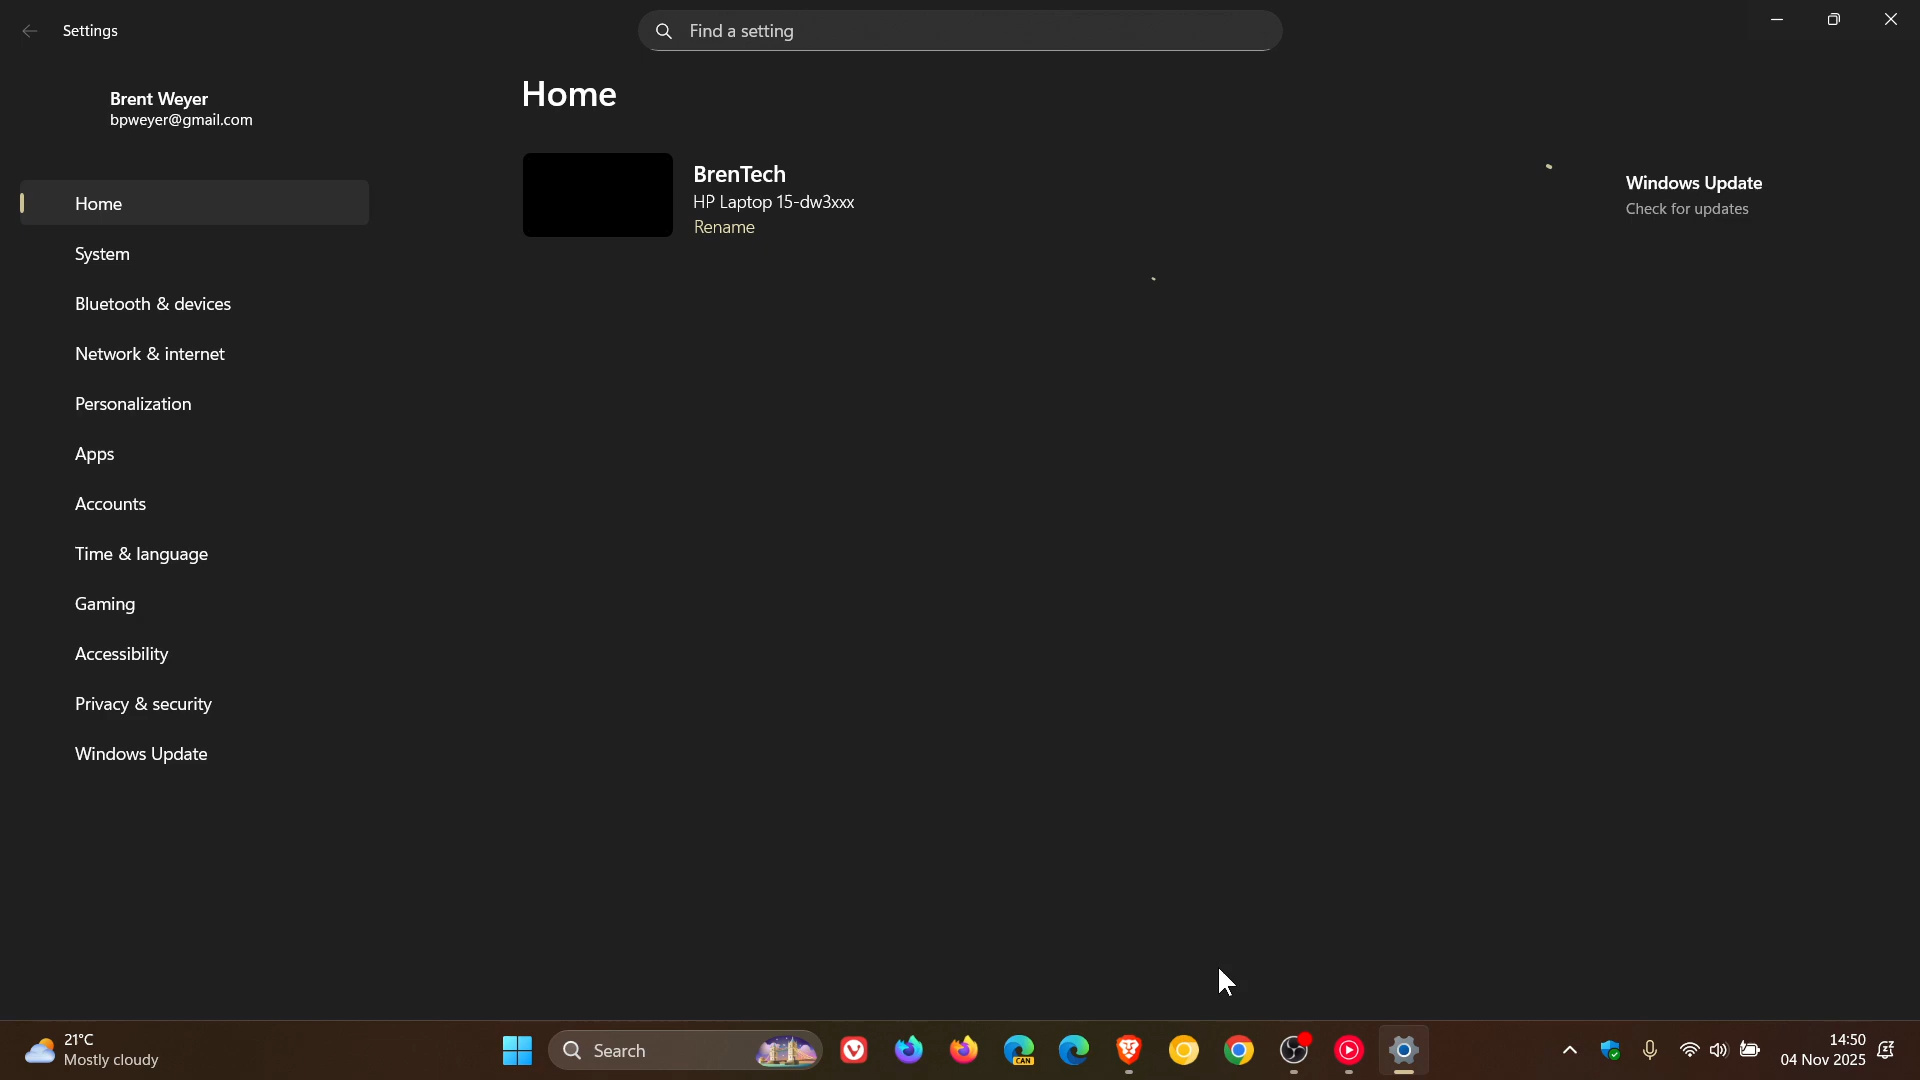 Settings
Find a setting
Brent Weyer
bpweyer@gmail.com
Home
BrenTech
HP Laptop 15-dw3xxx
Rename
Windows Update
Check for updates
Home
System
Bluetooth & devices
Network & internet
Personalization
Apps
Accounts
Time & language
Gaming
Accessibility
Privacy & security
Windows Update
21°C
Mostly cloudy
Search
CAN
14:50
04 Nov 2025